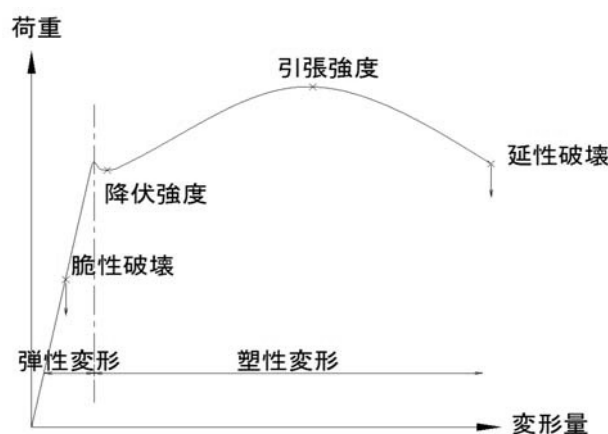 荷重
引張強度
延性破壊
降伏強度
脆性破壊
弾性変形
塑性変形
変形量